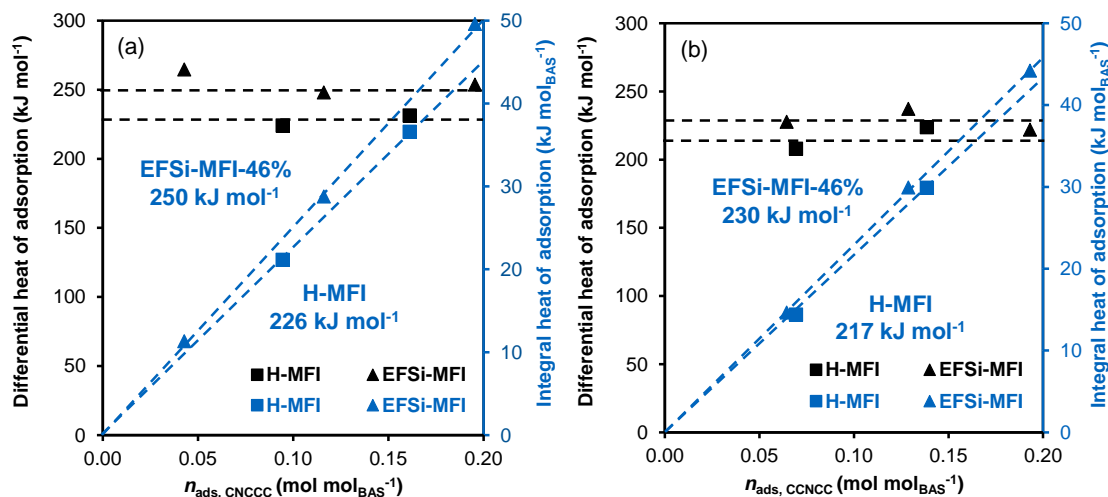 (a)
Differential heat of adsorption (kJ mol⁻¹)
300
250
200
150
100
50
0
EFSi-MFI-46%
250 kJ mol⁻¹
H-MFI
226 kJ mol⁻¹
H-MFI
EFSi-MFI
H-MFI
EFSi-MFI
0.00
0.05
0.10
0.15
0.20
n_ads, CNCCC (mol mol_BAS⁻¹)
50
40
30
20
10
0
Integral heat of adsorption (kJ mol_BAS⁻¹)
(b)
Differential heat of adsorption (kJ mol⁻¹)
300
250
200
150
100
50
0
EFSi-MFI-46%
230 kJ mol⁻¹
H-MFI
217 kJ mol⁻¹
H-MFI
EFSi-MFI
H-MFI
EFSi-MFI
0.00
0.05
0.10
0.15
0.20
n_ads, CCNCC (mol mol_BAS⁻¹)
50
40
30
20
10
0
Integral heat of adsorption (kJ mol_BAS⁻¹)